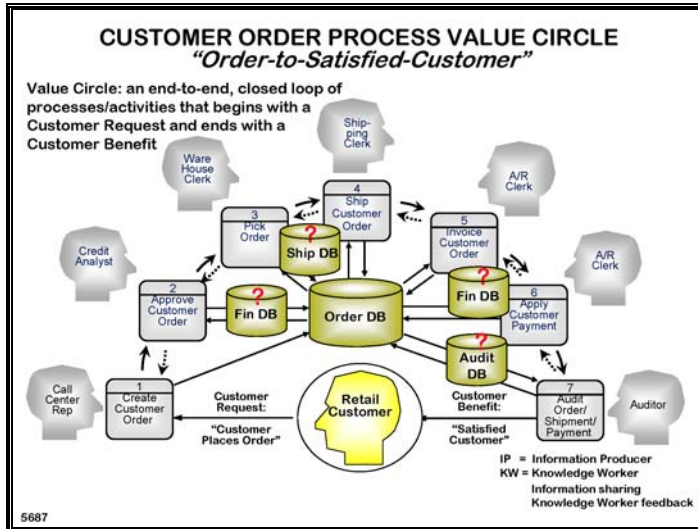 CUSTOMER ORDER PROCESS VALUE CIRCLE
“Order-to-Satisfied-Customer”
Value Circle: an end-to-end, closed loop of
processes/activities that begins with a
Customer Request and ends with a
Customer Benefit
Ship-
ping
Clerk
Ware
House
Clerk
A/R
Clerk
4
Ship
Customer
Order
3
Pick
Order
5
Invoice
Customer
Order
?
Ship DB
Credit
Analyst
A/R
Clerk
2
Approve
Customer
Order
?
Fin DB
Order DB
?
Fin DB
6
Apply
Customer
Payment
?
Audit
DB
Call
Center
Rep
1
Create
Customer
Order
Customer
Request:
“Customer
Places Order”
Retail
Customer
Customer
Benefit:
“Satisfied
Customer”
7
Audit
Order/
Shipment/
Payment
Auditor
IP = Information Producer
KW = Knowledge Worker
Information sharing
Knowledge Worker feedback
5687